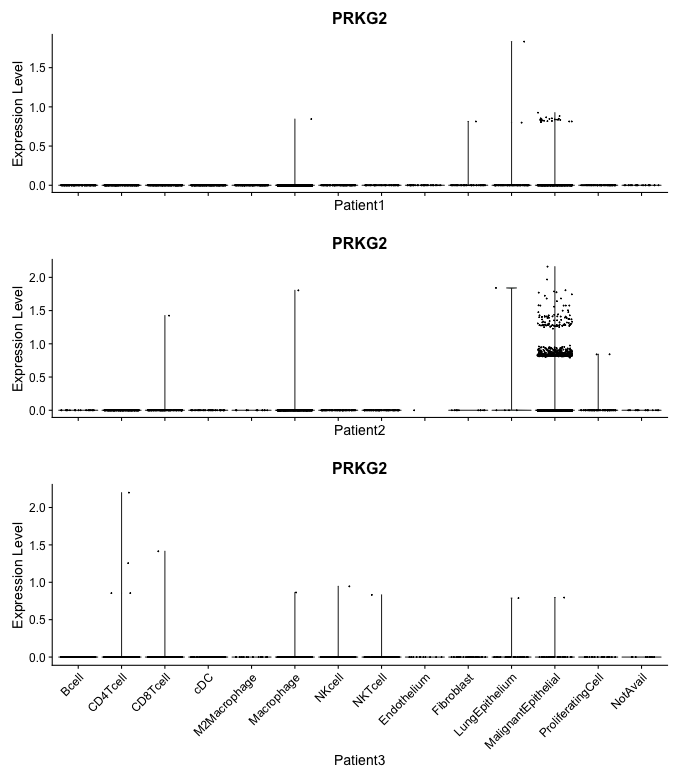 PRKG2
Expression Level
1.5
1.0
0.5
0.0
Patient1
PRKG2
Expression Level
2.0
1.5
1.0
0.5
0.0
Patient2
PRKG2
Expression Level
2.0
1.5
1.0
0.5
0.0
Bcell
CD4Tcell
CD8Tcell
cDC
M2Macrophage
Macrophage
NKcell
NKTcell
Endothelium
Fibroblast
LungEpithelium
MalignantEpithelial
ProliferatingCell
NotAvail
Patient3